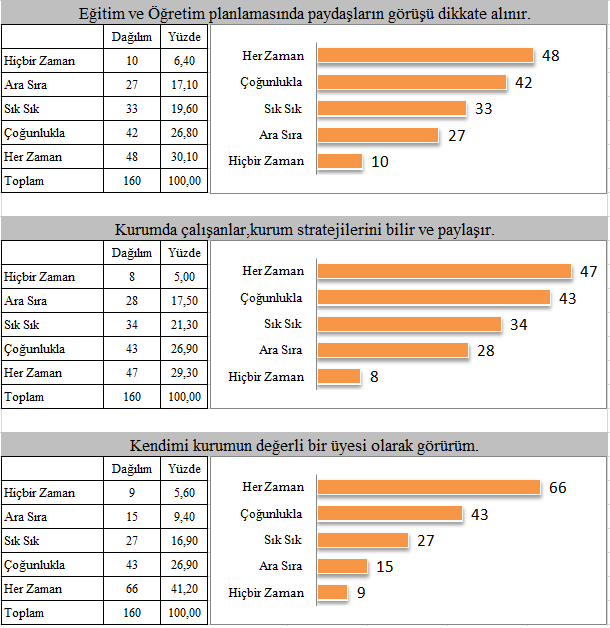 Eğitim ve Öğretim planlamasında paydaşların görüşü dikkate alınır.
Dağılım Yüzde
Hiçbir Zaman 10 6,40
Ara Sıra 27 17,10
Sık Sık 33 19,60
Çoğunlukla 42 26,80
Her Zaman 48 30,10
Toplam 160 100,00
Her Zaman 48
Çoğunlukla 42
Sık Sık 33
Ara Sıra 27
Hiçbir Zaman 10
Kurumda çalışanlar,kurum stratejilerini bilir ve paylaşır.
Dağılım Yüzde
Hiçbir Zaman 8 5,00
Ara Sıra 28 17,50
Sık Sık 34 21,30
Çoğunlukla 43 26,90
Her Zaman 47 29,30
Toplam 160 100,00
Her Zaman 47
Çoğunlukla 43
Sık Sık 34
Ara Sıra 28
Hiçbir Zaman 8
Kendimi kurumun değerli bir üyesi olarak görürüm.
Dağılım Yüzde
Hiçbir Zaman 9 5,60
Ara Sıra 15 9,40
Sık Sık 27 16,90
Çoğunlukla 43 26,90
Her Zaman 66 41,20
Toplam 160 100,00
Her Zaman 66
Çoğunlukla 43
Sık Sık 27
Ara Sıra 15
Hiçbir Zaman 9